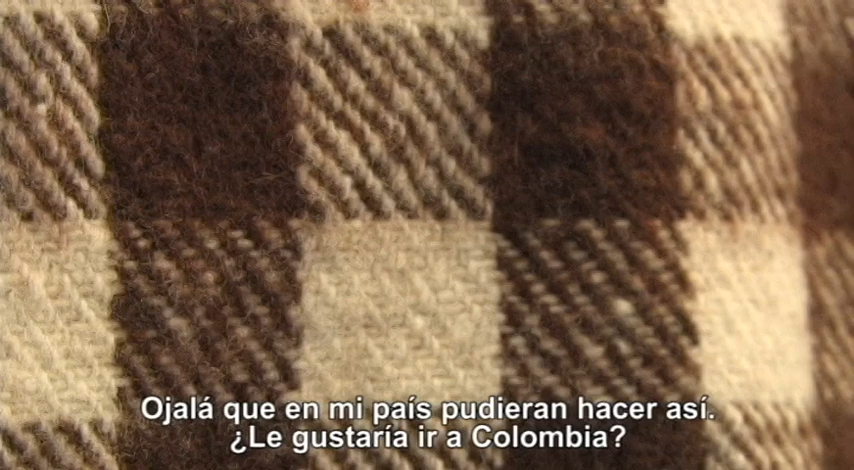 Ojalá que en mi país pudieran hacer así.
¿Le gustaría ir a Colombia?